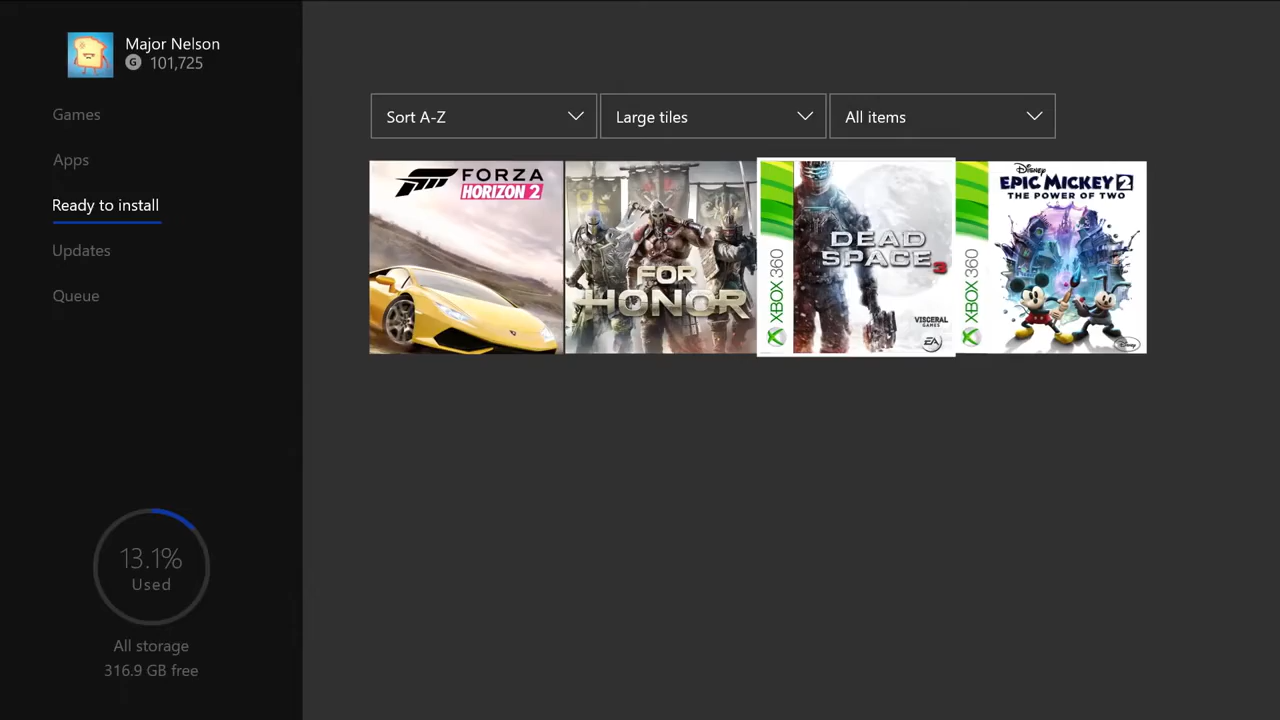 Major Nelson
G 101,725
Games
Apps
Ready to install
Updates
Queue
13.1%
Used
All storage
316.9 GB free
Sort A-Z
Large tiles
All items
FORZA
HORIZON 2
FOR
HONOR
XBOX 360
DEAD
SPACE 3
VISCERAL
GAMES
EA
XBOX 360
Disney
EPIC MICKEY 2
THE POWER OF TWO
Disney